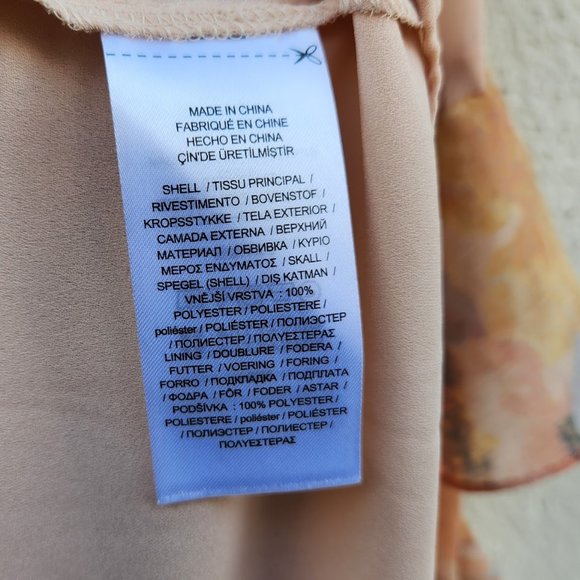 MADE IN CHINA
FABRIQUÉ EN CHINE
HECHO EN CHINA
ÇİN'DE ÜRETİLMİŞTİR
SHELL / TISSU PRINCIPAL /
RIVESTIMENTO / BOVENSTOF /
KROPSSTYKKE / TELA EXTERIOR /
CAMADA EXTERNA / ВЕРХНИЙ
МАТЕРИАЛ / ОБВИВКА / ΚΥΡΙΟ
ΜΕΡΟΣ ΕΝΔΥΜΑΤΟΣ / SKALL /
SPEGEL (SHELL) / DIŞ KATMAN /
VNĚJŠÍ VRSTVA : 100%
POLYESTER / POLIESTERE /
poliéster / POLIÉSTER / ПОЛИЭСТЕР
/ ПОЛИЕСТЕР / ΠΟΛΥΕΣΤΕΡΑΣ
LINING / DOUBLURE / FODERA /
FUTTER / VOERING / FORING /
FORRO / ПОДКЛАДКА / ПОДПЛАТА
/ ΦΟΔΡΑ / FÖR / FODER / ASTAR /
PODŠÍVKA : 100% POLYESTER /
POLIESTERE / poliéster / POLIÉSTER
/ ПОЛИЭСТЕР / ПОЛИЕСТЕР /
ΠΟΛΥΕΣΤΕΡΑΣ